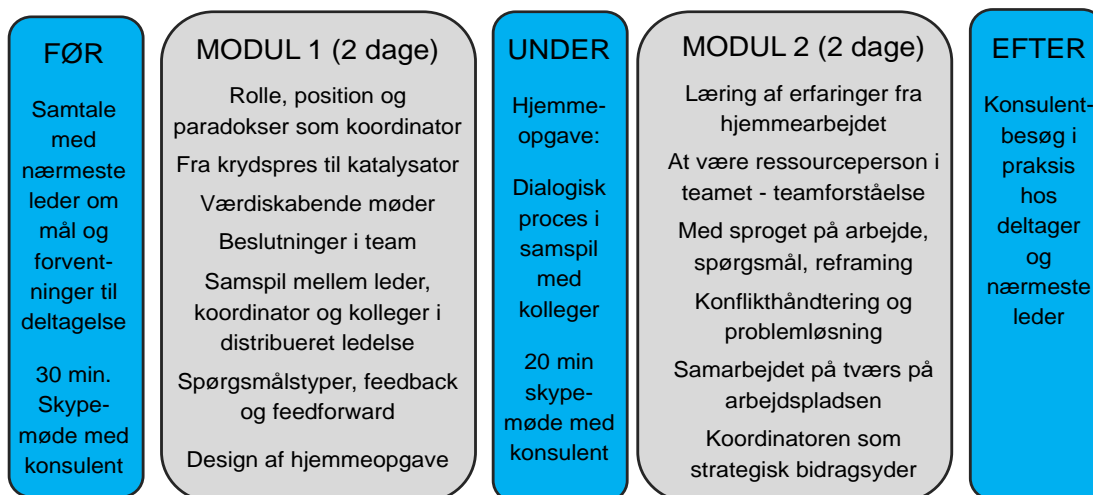 FØR
Samtale
med
nærmeste
leder om
mål og
forvent-
ninger til
deltagelse
30 min.
Skype-
møde med
konsulent
MODUL 1 (2 dage)
Rolle, position og
paradokser som koordinator
Fra krydspres til katalysator
Værdiskabende møder
Beslutninger i team
Samspil mellem leder,
koordinator og kolleger i
distribueret ledelse
Spørgsmålstyper, feedback
og feedforward
Design af hjemmeopgave
UNDER
Hjemme-
opgave:
Dialogisk
proces i
samspil
med
kolleger
20 min
skype-
møde med
konsulent
MODUL 2 (2 dage)
Læring af erfaringer fra
hjemmearbejdet
At være ressourceperson i
teamet - teamforståelse
Med sproget på arbejde,
spørgsmål, reframing
Konflikthåndtering og
problemløsning
Samarbejdet på tværs på
arbejdspladsen
Koordinatoren som
strategisk bidragsyder
EFTER
Konsulent-
besøg i
praksis
hos
deltager
og
nærmeste
leder